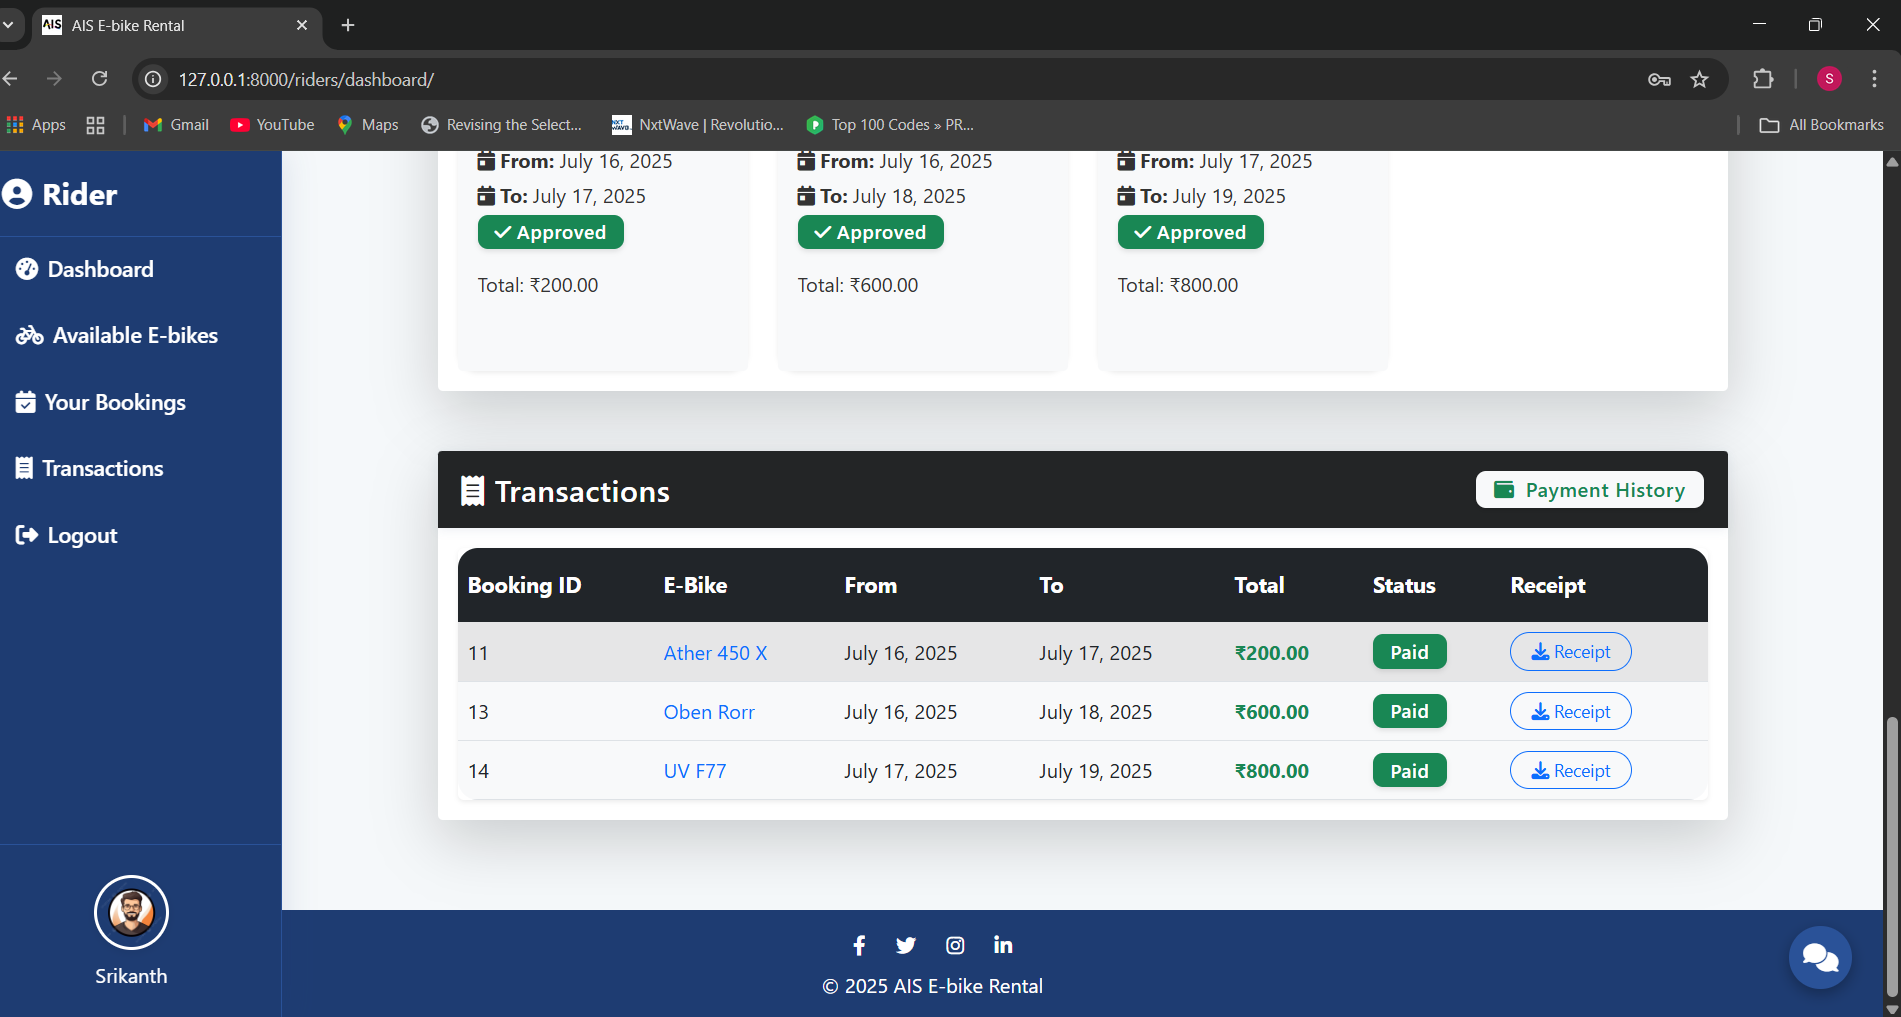 AIS AIS E-bike Rental
127.0.0.1:8000/riders/dashboard/
S
Apps Gmail YouTube Maps Revising the Select... NxtWave | Revolutio... Top 100 Codes » PR... All Bookmarks
Rider
Dashboard
Available E-bikes
Your Bookings
Transactions
Logout
Srikanth
From: July 16, 2025
To: July 17, 2025
Approved
Total: ₹200.00
From: July 16, 2025
To: July 18, 2025
Approved
Total: ₹600.00
From: July 17, 2025
To: July 19, 2025
Approved
Total: ₹800.00
Transactions Payment History
Booking ID E-Bike From To Total Status Receipt
11 Ather 450 X July 16, 2025 July 17, 2025 ₹200.00 Paid Receipt
13 Oben Rorr July 16, 2025 July 18, 2025 ₹600.00 Paid Receipt
14 UV F77 July 17, 2025 July 19, 2025 ₹800.00 Paid Receipt
© 2025 AIS E-bike Rental